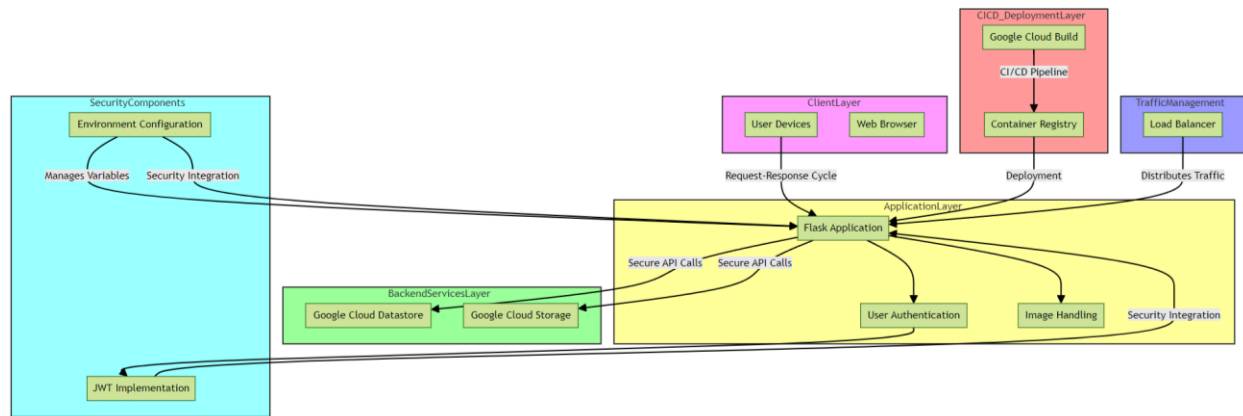 CICD_DeploymentLayer
Google Cloud Build
CI/CD Pipeline
Container Registry
Deployment
SecurityComponents
Environment Configuration
Manages Variables
Security Integration
JWT Implementation
ClientLayer
User Devices
Web Browser
Request-Response Cycle
TrafficManagement
Load Balancer
Distributes Traffic
ApplicationLayer
Flask Application
Secure API Calls
Secure API Calls
User Authentication
Image Handling
Security Integration
BackendServicesLayer
Google Cloud Datastore
Google Cloud Storage